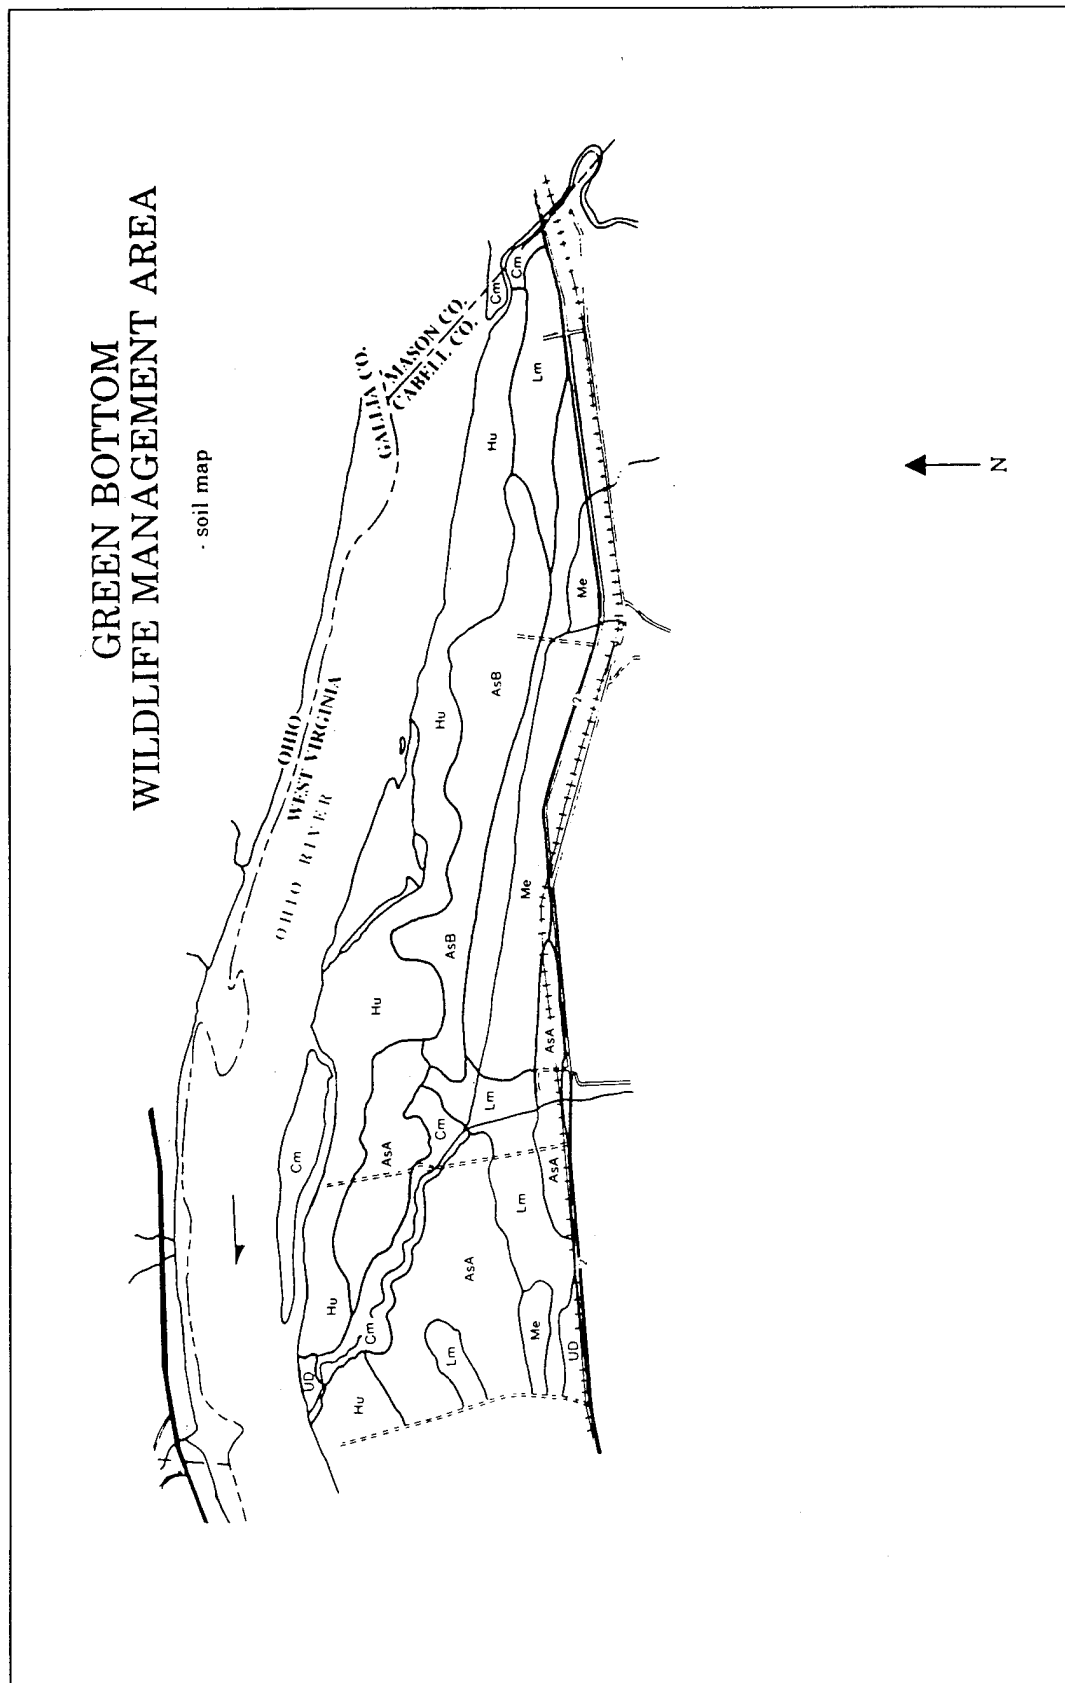 GREEN BOTTOM
WILDLIFE MANAGEMENT AREA
- soil map
GALLIA CO.
MASON CO.
CABELL CO.
OHIO
WEST VIRGINIA
OHIO RIVER
Cm
Cm
Lm
Hu
Me
AsB
Hu
2
Me
AsB
Hu
AsA
Lm
Cm
AsA
Cm
AsA
Lm
AsA
Hu
Cm
Me
UD
2
Lm
UD
Hu
N